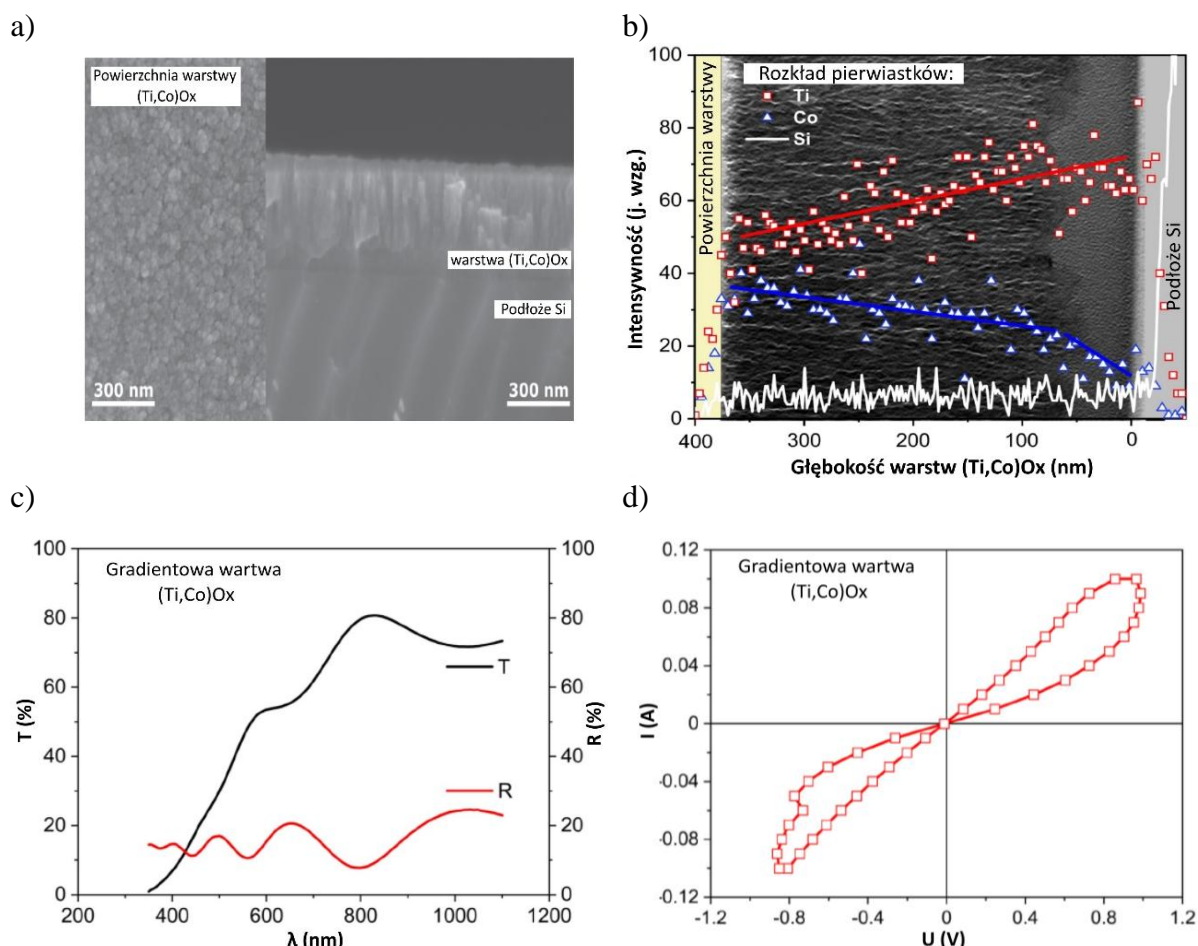 a)
Powierzchnia warstwy
(Ti,Co)Ox
warstwa (Ti,Co)Ox
Podłoże Si
300 nm
300 nm
b)
Intensywność (j. wzg.)
100
80
60
40
20
0
Powierzchnia warstwy
Rozkład pierwiastków:
Ti
Co
Si
Podłoże Si
400 300 200 100 0
Głębokość warstw (Ti,Co)Ox (nm)
c)
T (%)
100
80
60
40
20
0
Gradientowa wartwa
(Ti,Co)Ox
T
R
100
80
60
40
20
0
R (%)
200 400 600 800 1000 1200
λ (nm)
d)
I (A)
0.12
0.08
0.04
0
-0.04
-0.08
-0.12
Gradientowa wartwa
(Ti,Co)Ox
-1.2 -0.8 -0.4 0 0.4 0.8 1.2
U (V)